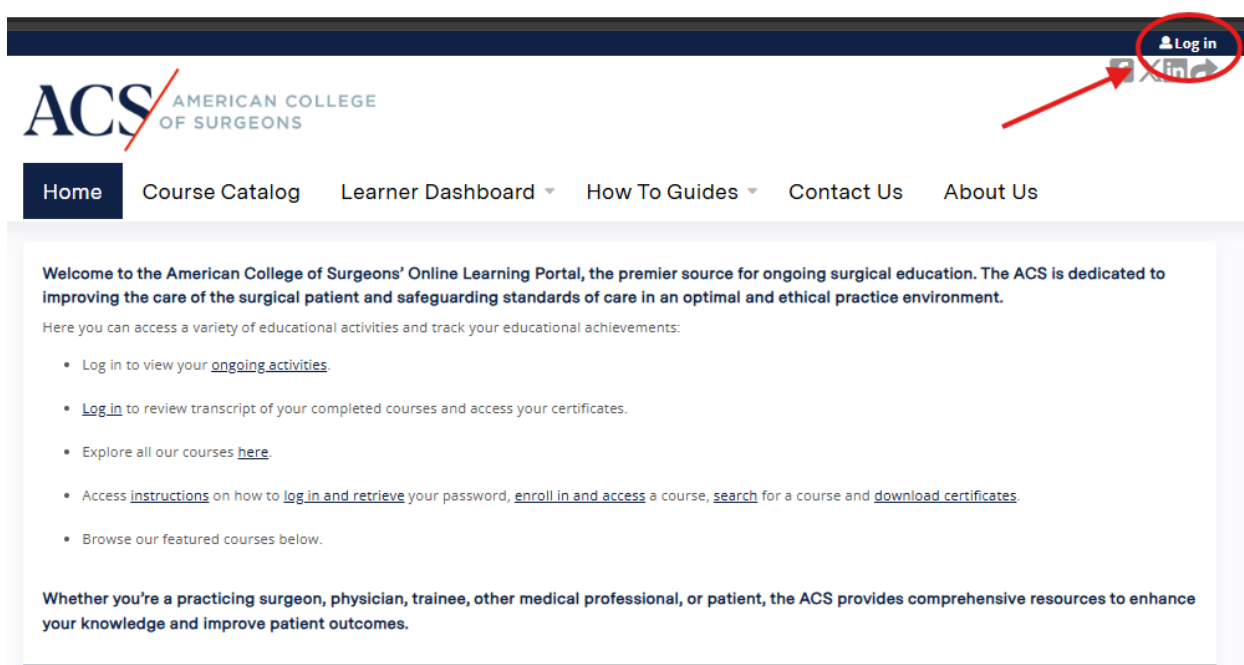 Log in
ACS AMERICAN COLLEGE
OF SURGEONS
Home Course Catalog Learner Dashboard How To Guides Contact Us About Us
Welcome to the American College of Surgeons’ Online Learning Portal, the premier source for ongoing surgical education. The ACS is dedicated to
improving the care of the surgical patient and safeguarding standards of care in an optimal and ethical practice environment.
Here you can access a variety of educational activities and track your educational achievements:
• Log in to view your ongoing activities.
• Log in to review transcript of your completed courses and access your certificates.
• Explore all our courses here.
• Access instructions on how to log in and retrieve your password, enroll in and access a course, search for a course and download certificates.
• Browse our featured courses below.
Whether you’re a practicing surgeon, physician, trainee, other medical professional, or patient, the ACS provides comprehensive resources to enhance
your knowledge and improve patient outcomes.